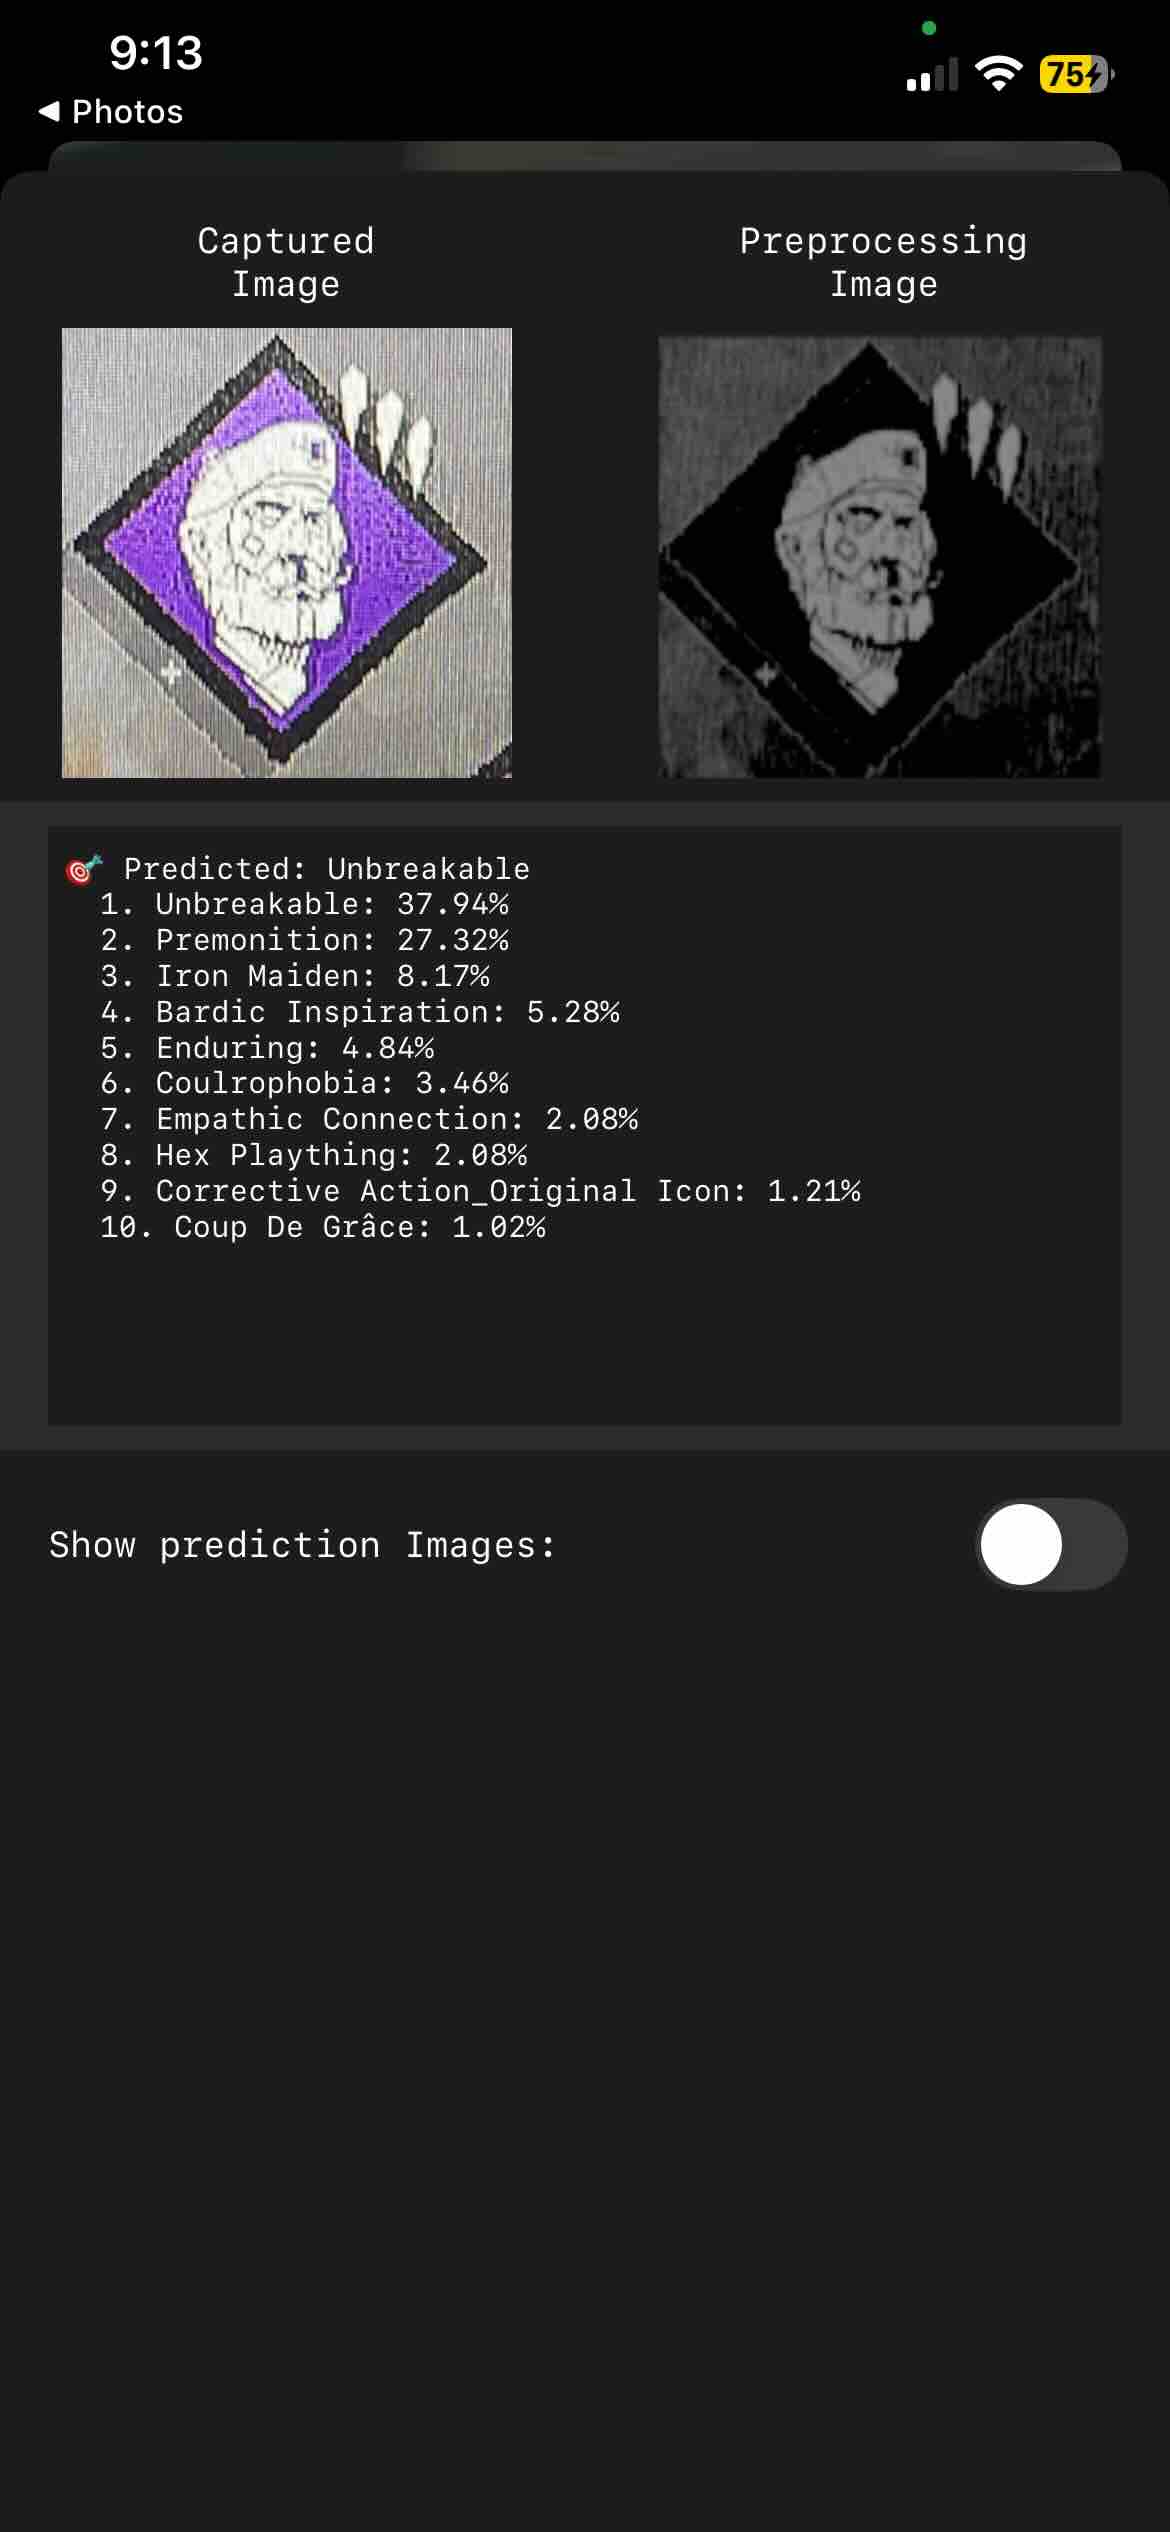 9:13
75
◀ Photos
Captured
Image
Preprocessing
Image
🎯 Predicted: Unbreakable
1. Unbreakable: 37.94%
2. Premonition: 27.32%
3. Iron Maiden: 8.17%
4. Bardic Inspiration: 5.28%
5. Enduring: 4.84%
6. Coulrophobia: 3.46%
7. Empathic Connection: 2.08%
8. Hex Plaything: 2.08%
9. Corrective Action_Original Icon: 1.21%
10. Coup De Grâce: 1.02%
Show prediction Images: